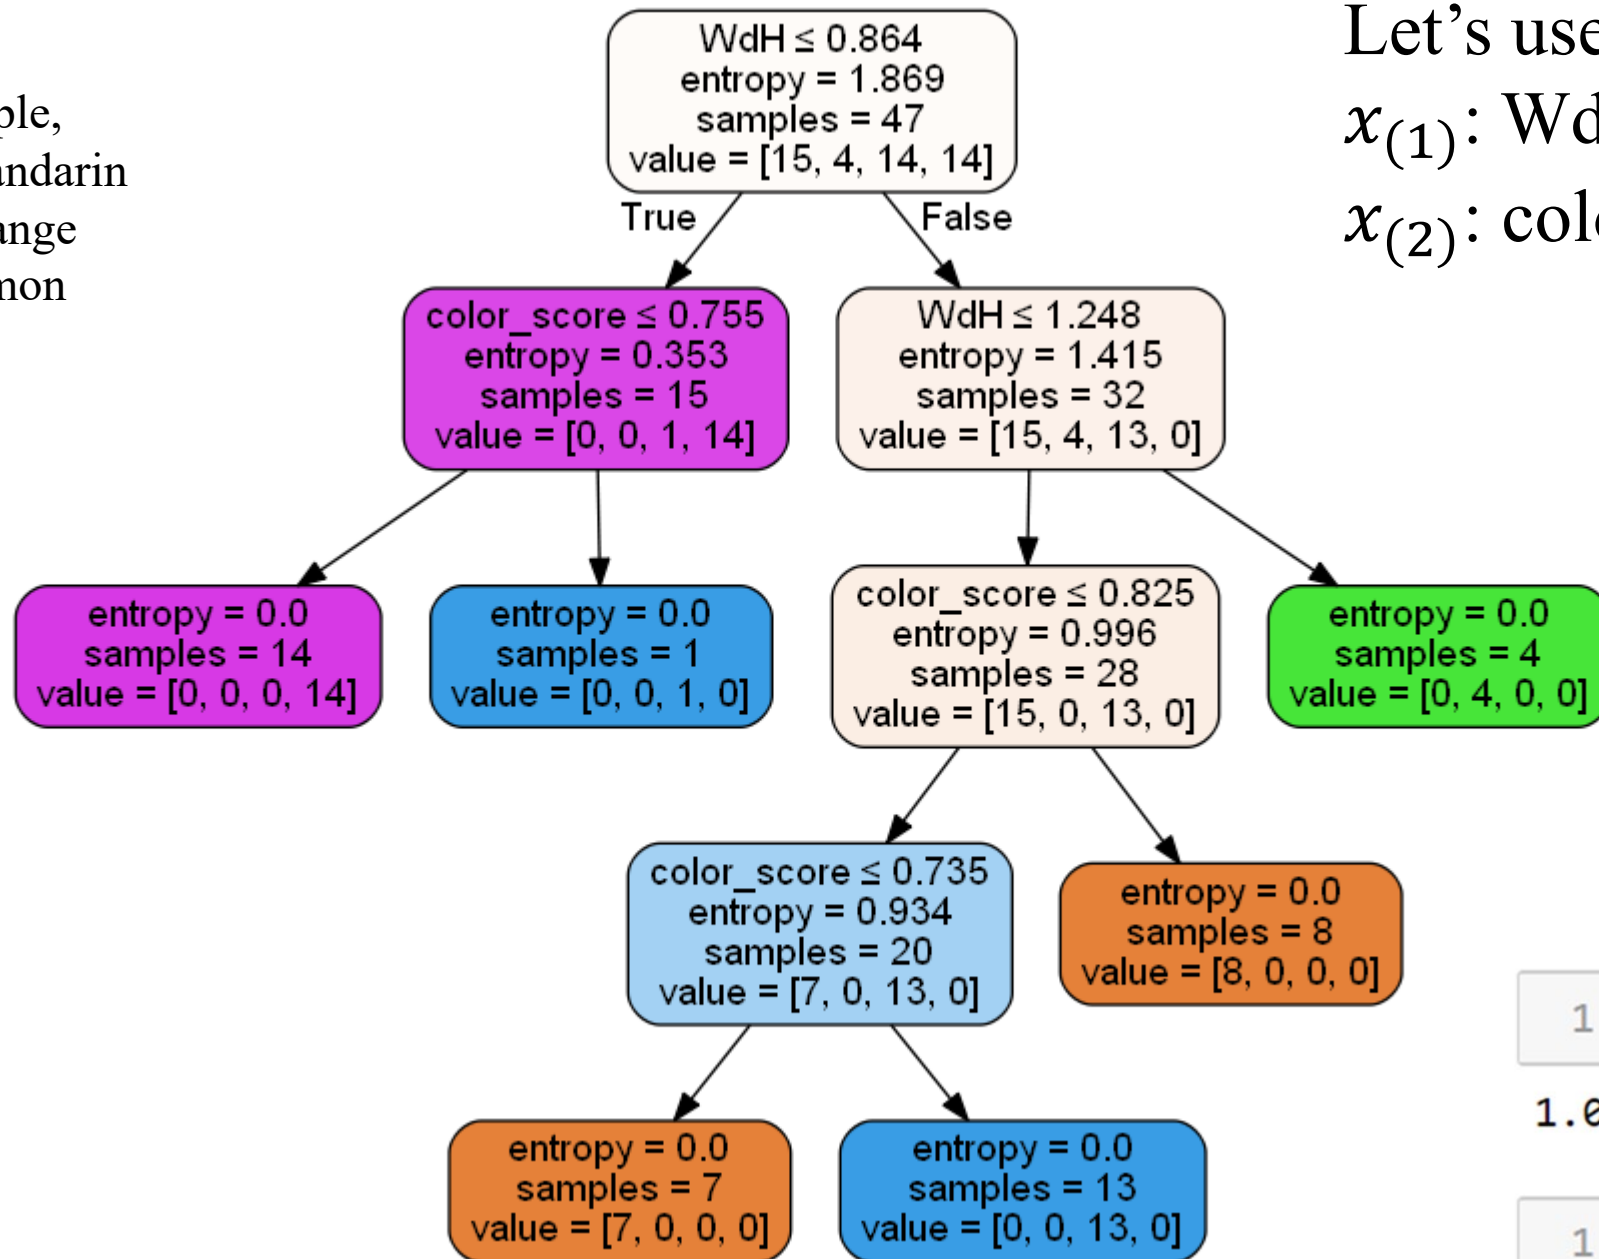 ple,
andarin
ange
mon
Let's use
x(1): Wd
x(2): colo
WdH ≤ 0.864
entropy = 1.869
samples = 47
value = [15, 4, 14, 14]
True
False
color_score ≤ 0.755
entropy = 0.353
samples = 15
value = [0, 0, 1, 14]
WdH ≤ 1.248
entropy = 1.415
samples = 32
value = [15, 4, 13, 0]
entropy = 0.0
samples = 14
value = [0, 0, 0, 14]
entropy = 0.0
samples = 1
value = [0, 0, 1, 0]
color_score ≤ 0.825
entropy = 0.996
samples = 28
value = [15, 0, 13, 0]
entropy = 0.0
samples = 4
value = [0, 4, 0, 0]
color_score ≤ 0.735
entropy = 0.934
samples = 20
value = [7, 0, 13, 0]
entropy = 0.0
samples = 8
value = [8, 0, 0, 0]
entropy = 0.0
samples = 7
value = [7, 0, 0, 0]
entropy = 0.0
samples = 13
value = [0, 0, 13, 0]
1
1.0
1